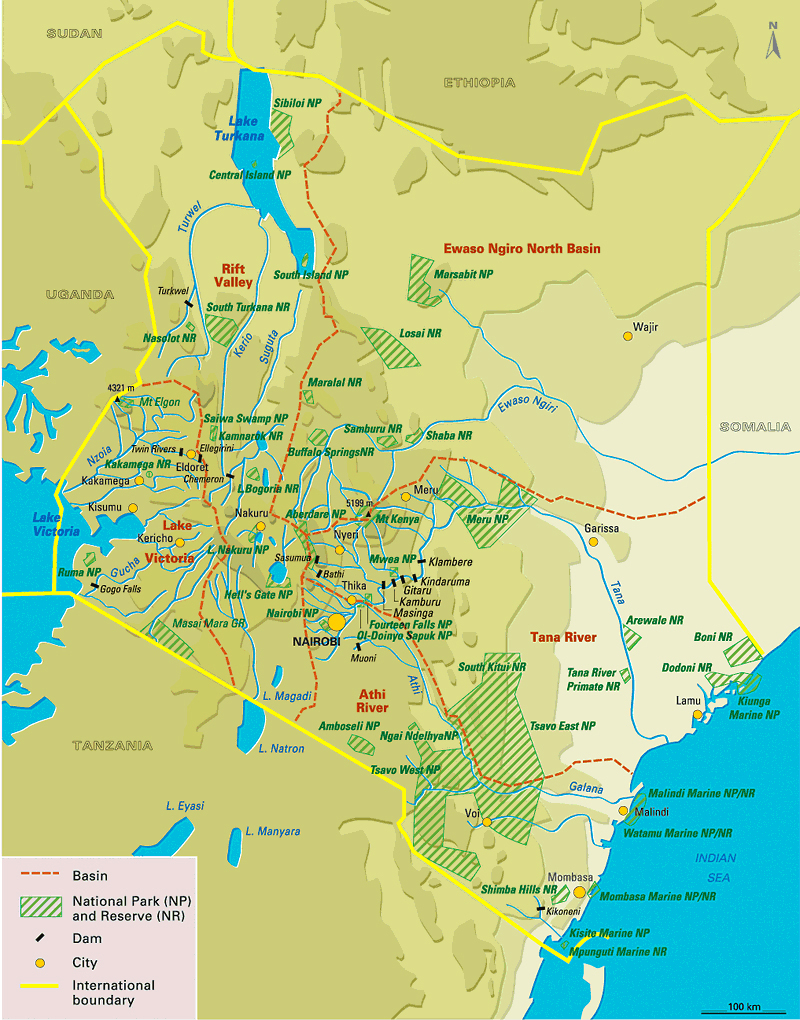 SUDAN
N
ETHIOPIA
Sibiloi NP
Lake
Turkana
Central Island NP
Turwel
Ewaso Ngiro North Basin
Rift
Valley
South Island NP
Marsabit NP
UGANDA
Turkwel
South Turkana NR
Nasolot NR
Kerio
Suguta
Losai NR
Wajir
4321 m
Mt Elgon
Maralal NR
Ewaso Ngiri
Saiwa Swamp NP
Kamnarok NR
Samburu NR
Shaba NR
SOMALIA
Nzoia
Twin Rivers
Ellegirini
Buffalo SpringsNR
Kakamega NR
Eldoret
Chemeron
Kakamega
L.Bogoria NR
Meru
5199 m
Kisumu
Aberdare NP
Mt Kenya
Meru NP
Lake
Victoria
Nakuru
Lake
Victoria
Kericho
Nyeri
Garissa
L. Nakuru NP
Sasumua
Mwea NP
Klambere
Ruma NP
Gucha
Bathi
Gogo Falls
Thika
Kindaruma
Gitaru
Kamburu
Masinga
Hell's Gate NP
Tana
Nairobi NP
Fourteen Falls NP
Masai Mara GR
Ol-Doinyo Sapuk NP
NAIROBI
Arewale NR
Boni NR
Tana River
Muoni
South Kitui NR
Dodoni NR
Tana River
Primate NR
Athi
L. Magadi
Athi
River
Lamu
Kiunga
Marine NP
Amboseli NP
Ngai NdelhyaNP
Tsavo East NP
TANZANIA
L. Natron
Tsavo West NP
Galana
Malindi Marine NP/NR
L. Eyasi
Voi
Malindi
L. Manyara
Watamu Marine NP/NR
INDIAN
SEA
Basin
Mombasa
National Park (NP)
and Reserve (NR)
Shimba Hills NR
Mombasa Marine NP/NR
Kikoneni
Dam
Kisite Marine NP
City
Mpunguti Marine NR
International
boundary
100 km